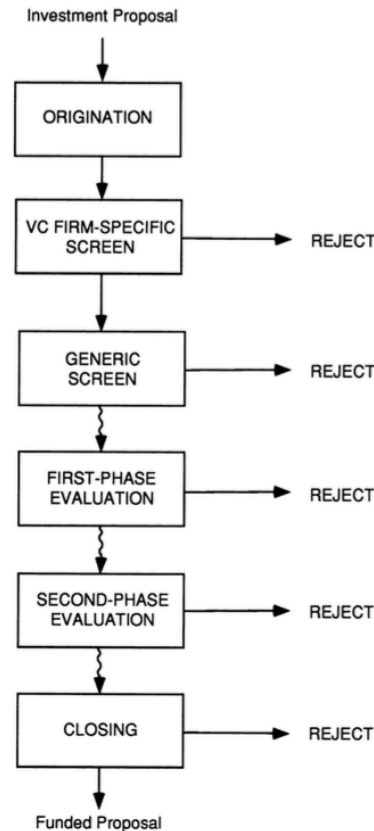 Investment Proposal
ORIGINATION
VC FIRM-SPECIFIC
SCREEN
REJECT
GENERIC
SCREEN
REJECT
FIRST-PHASE
EVALUATION
REJECT
SECOND-PHASE
EVALUATION
REJECT
CLOSING
REJECT
Funded Proposal